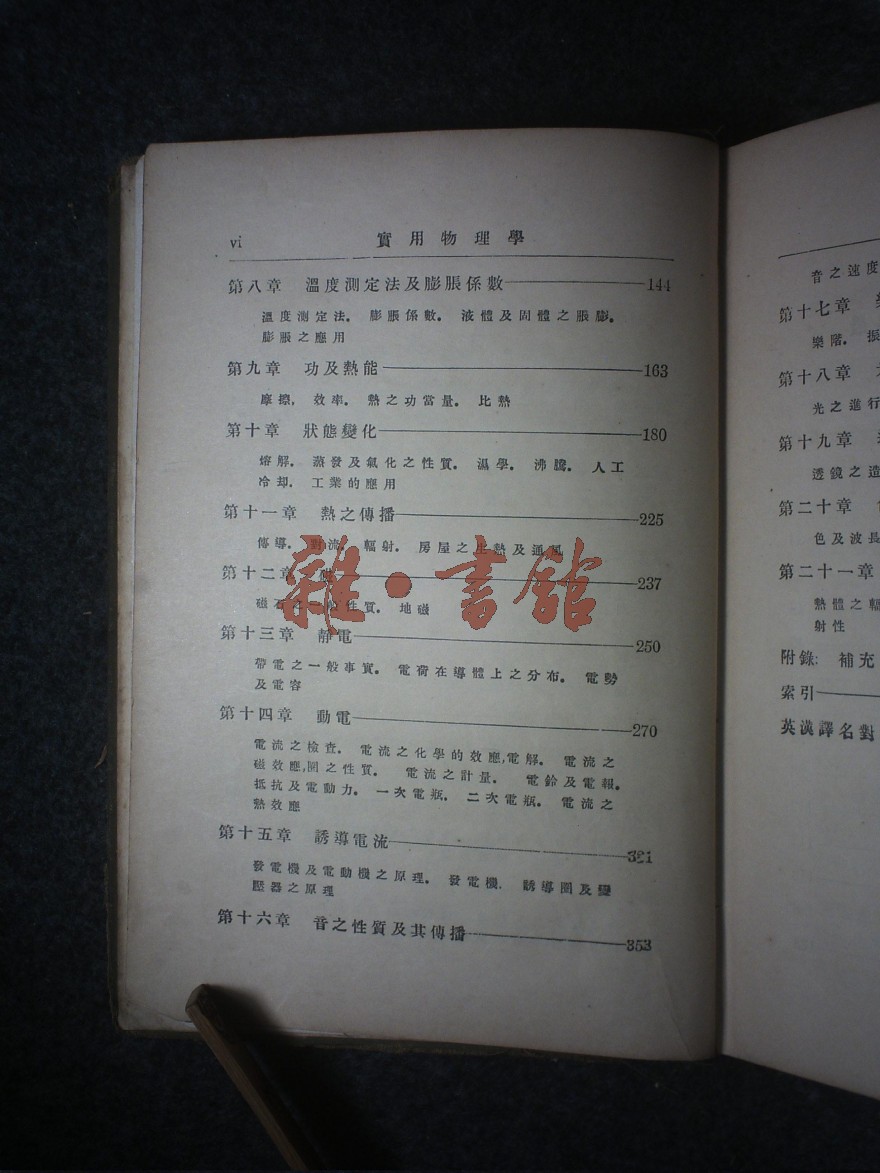 vi 實用物理學
第八章 溫度測定法及膨脹係數 144
溫度測定法. 膨脹係數. 液體及固體之脹膨.
膨脹之應用
第九章 功及熱能 163
摩擦. 效率. 熱之功當量. 比熱
第十章 狀態變化 180
熔解. 蒸發及氣化之性質. 濕學. 沸騰. 人工
冷却. 工業的應用
第十一章 熱之傳播 225
傳導. 對流. 輻射. 房屋之生熱及通風
第十二章 磁 237
磁石之一般性質. 地磁
第十三章 靜電 250
帶電之一般事實. 電荷在導體上之分布. 電勢
及電容
第十四章 動電 270
電流之檢查. 電流之化學的效應,電解. 電流之
磁效應,圈之性質. 電流之計量. 電鈴及電報.
抵抗及電動力. 一次電瓶. 二次電瓶. 電流之
熱效應
第十五章 誘導電流 321
發電機及電動機之原理. 發電機. 誘導圈及變
壓器之原理
第十六章 音之性質及其傳播 353
雜·書館
音之速度
第十七章
樂階. 振
第十八章
光之進行
第十九章
透鏡之造
第二十章
色及波長
第二十一章
熱體之輻
射性
附錄: 補充
索引
英漢譯名對